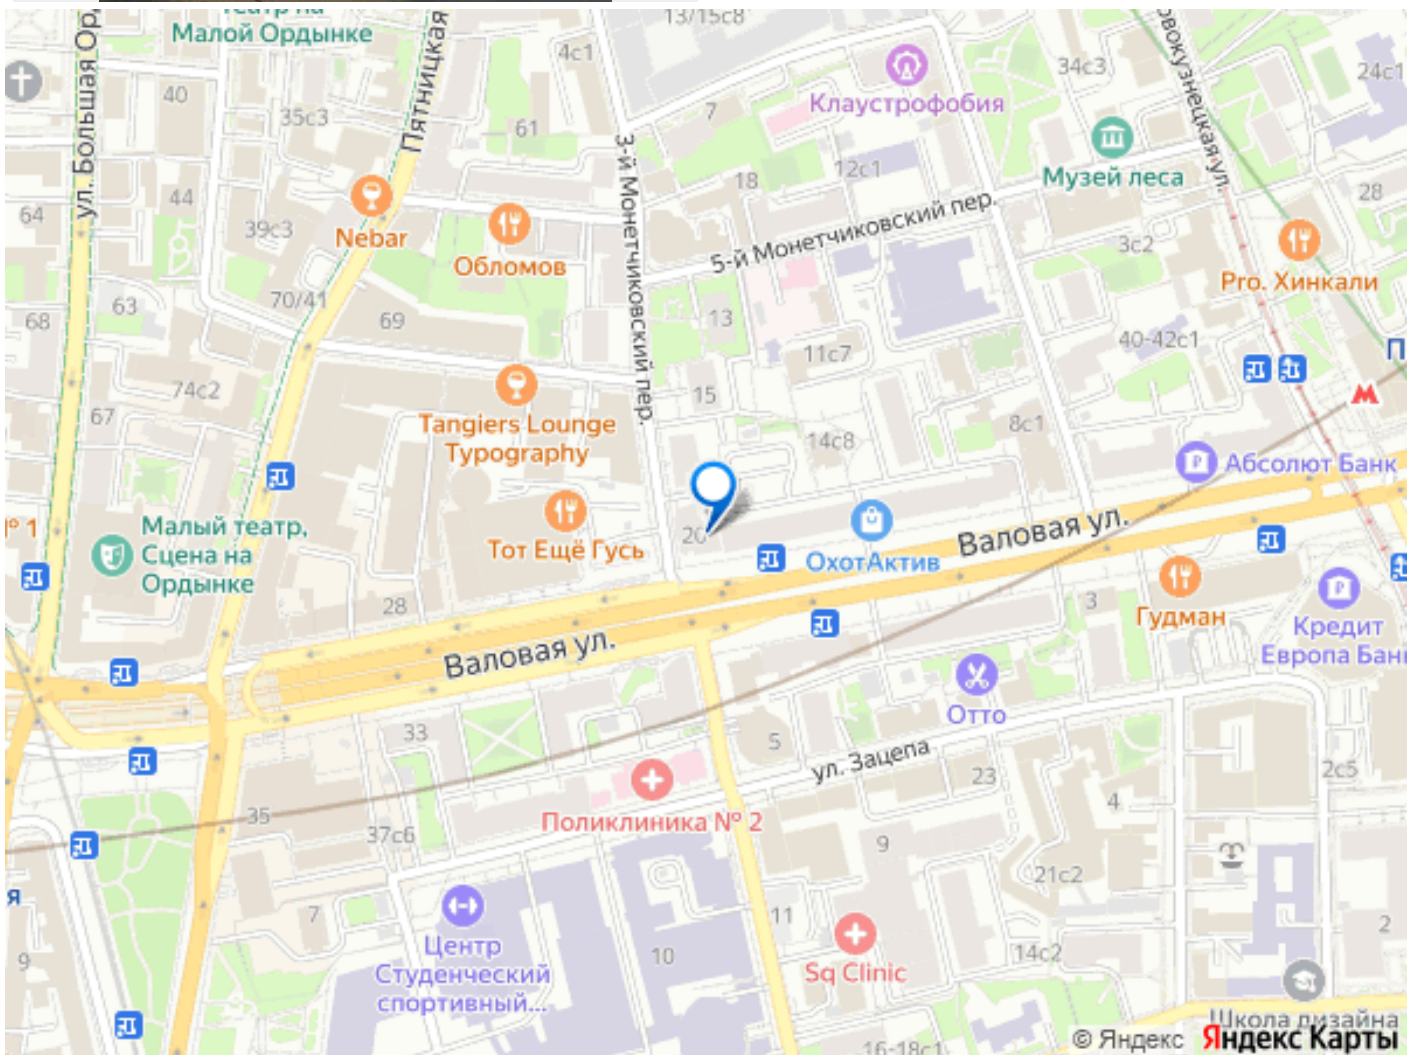 Малой Ордынке
13/15с8
ул. Большая Ор
Пятницкая
4с1
34с3
24с1
Клаустрофобия
40
35с3
61
7
Музей леса
12с1
18
28
44
64
39с3
Nebar
Обломов
3-й Монетчиковский пер.
5-й Монетчиковский пер.
3с2
Pro. Хинкали
овокузнецкая ул.
63
70/41
69
68
13
11с7
40-42с1
П
74с2
67
15
Tangiers Lounge
Typography
14с8
8с1
Абсолют Банк
№ 1
Малый театр,
Сцена на
Ордынке
Тот Ещё Гусь
20
ОхотАктив
Валовая ул.
28
3
Гудман
Кредит
Европа Бан
Валовая ул.
Отто
33
5
ул. Зацепа
23
2с5
35
37с6
Поликлиника № 2
4
9
21с2
я
7
Центр
Студенческий
спортивный...
10
11
Sq Clinic
14с2
2
9
Школа дизайна
16-18с1
© Яндекс Яндекс Карты